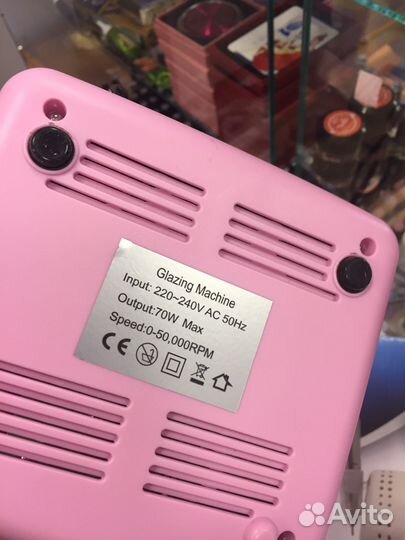 Glazing Machine
Input: 220~240V AC 50Hz
Output:70W Max
Speed:0-50,000RPM
CE
Avito